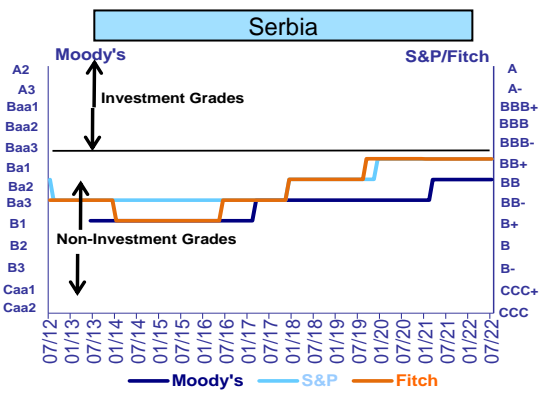 Serbia
Moody's S&P/Fitch
A2 A
A3 A-
Investment Grades
Baa1 BBB+
Baa2 BBB
Baa3 BBB-
Ba1 BB+
Ba2 BB
Ba3 BB-
B1 B+
Non-Investment Grades
B2 B
B3 B-
Caa1 CCC+
Caa2 CCC
07/12 01/13 07/13 01/14 07/14 01/15 07/15 01/16 07/16 01/17 07/17 01/18 07/18 01/19 07/19 01/20 07/20 01/21 07/21 01/22 07/22
Moody's S&P Fitch